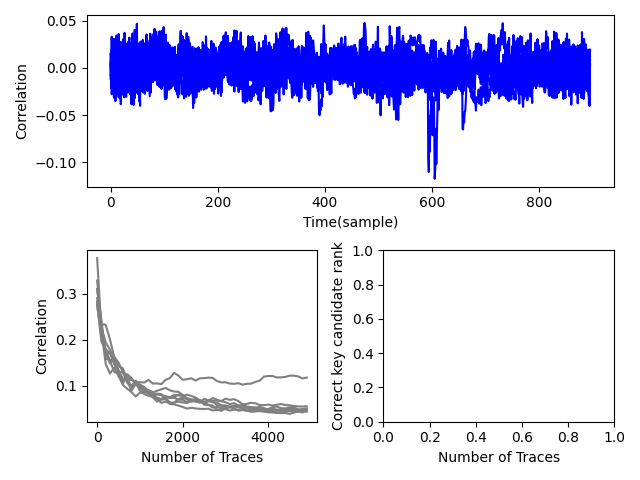 0.05
0.00
−0.05
−0.10
Correlation
0 200 400 600 800
Time(sample)
0.3
0.2
0.1
Correlation
0 2000 4000
Number of Traces
1.0
0.8
0.6
0.4
0.2
0.0
Correct key candidate rank
0.0 0.2 0.4 0.6 0.8 1.0
Number of Traces